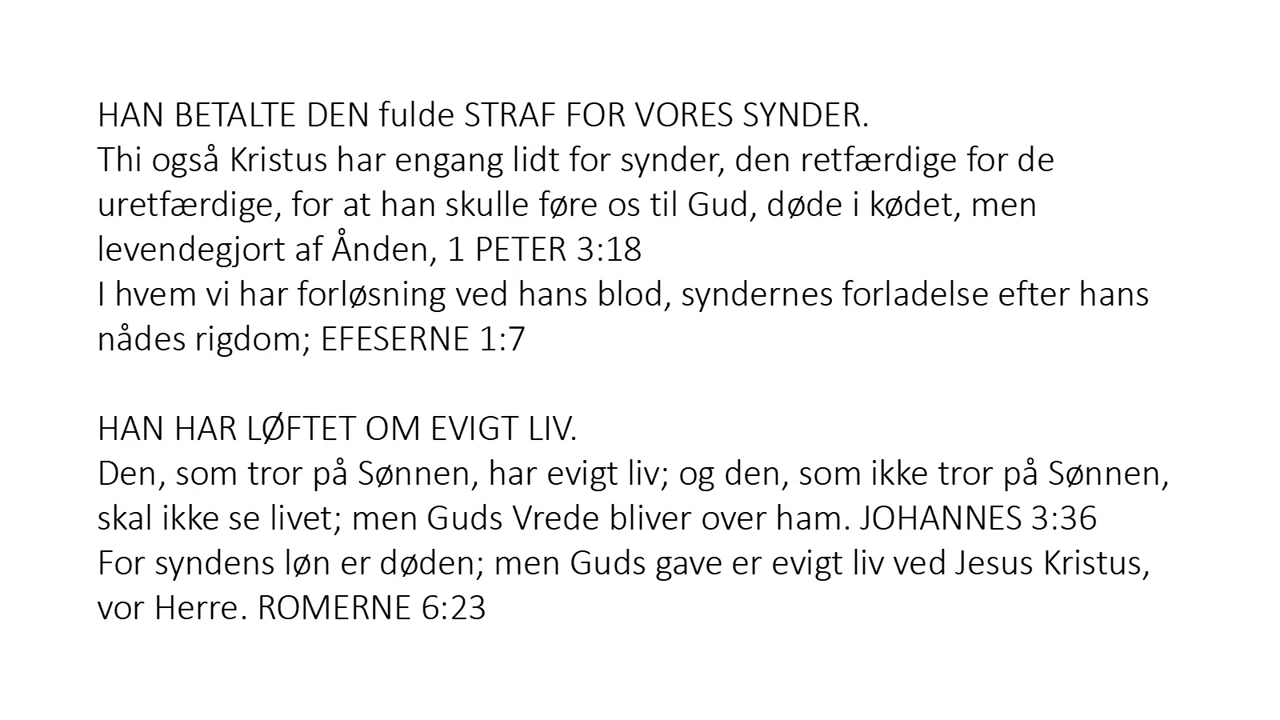 HAN BETALTE DEN fulde STRAF FOR VORES SYNDER.
Thi også Kristus har engang lidt for synder, den retfærdige for de
uretfærdige, for at han skulle føre os til Gud, døde i kødet, men
levendegjort af Ånden, 1 PETER 3:18
I hvem vi har forløsning ved hans blod, syndernes forladelse efter hans
nådes rigdom; EFESERNE 1:7
HAN HAR LØFTET OM EVIGT LIV.
Den, som tror på Sønnen, har evigt liv; og den, som ikke tror på Sønnen,
skal ikke se livet; men Guds Vrede bliver over ham. JOHANNES 3:36
For syndens løn er døden; men Guds gave er evigt liv ved Jesus Kristus,
vor Herre. ROMERNE 6:23